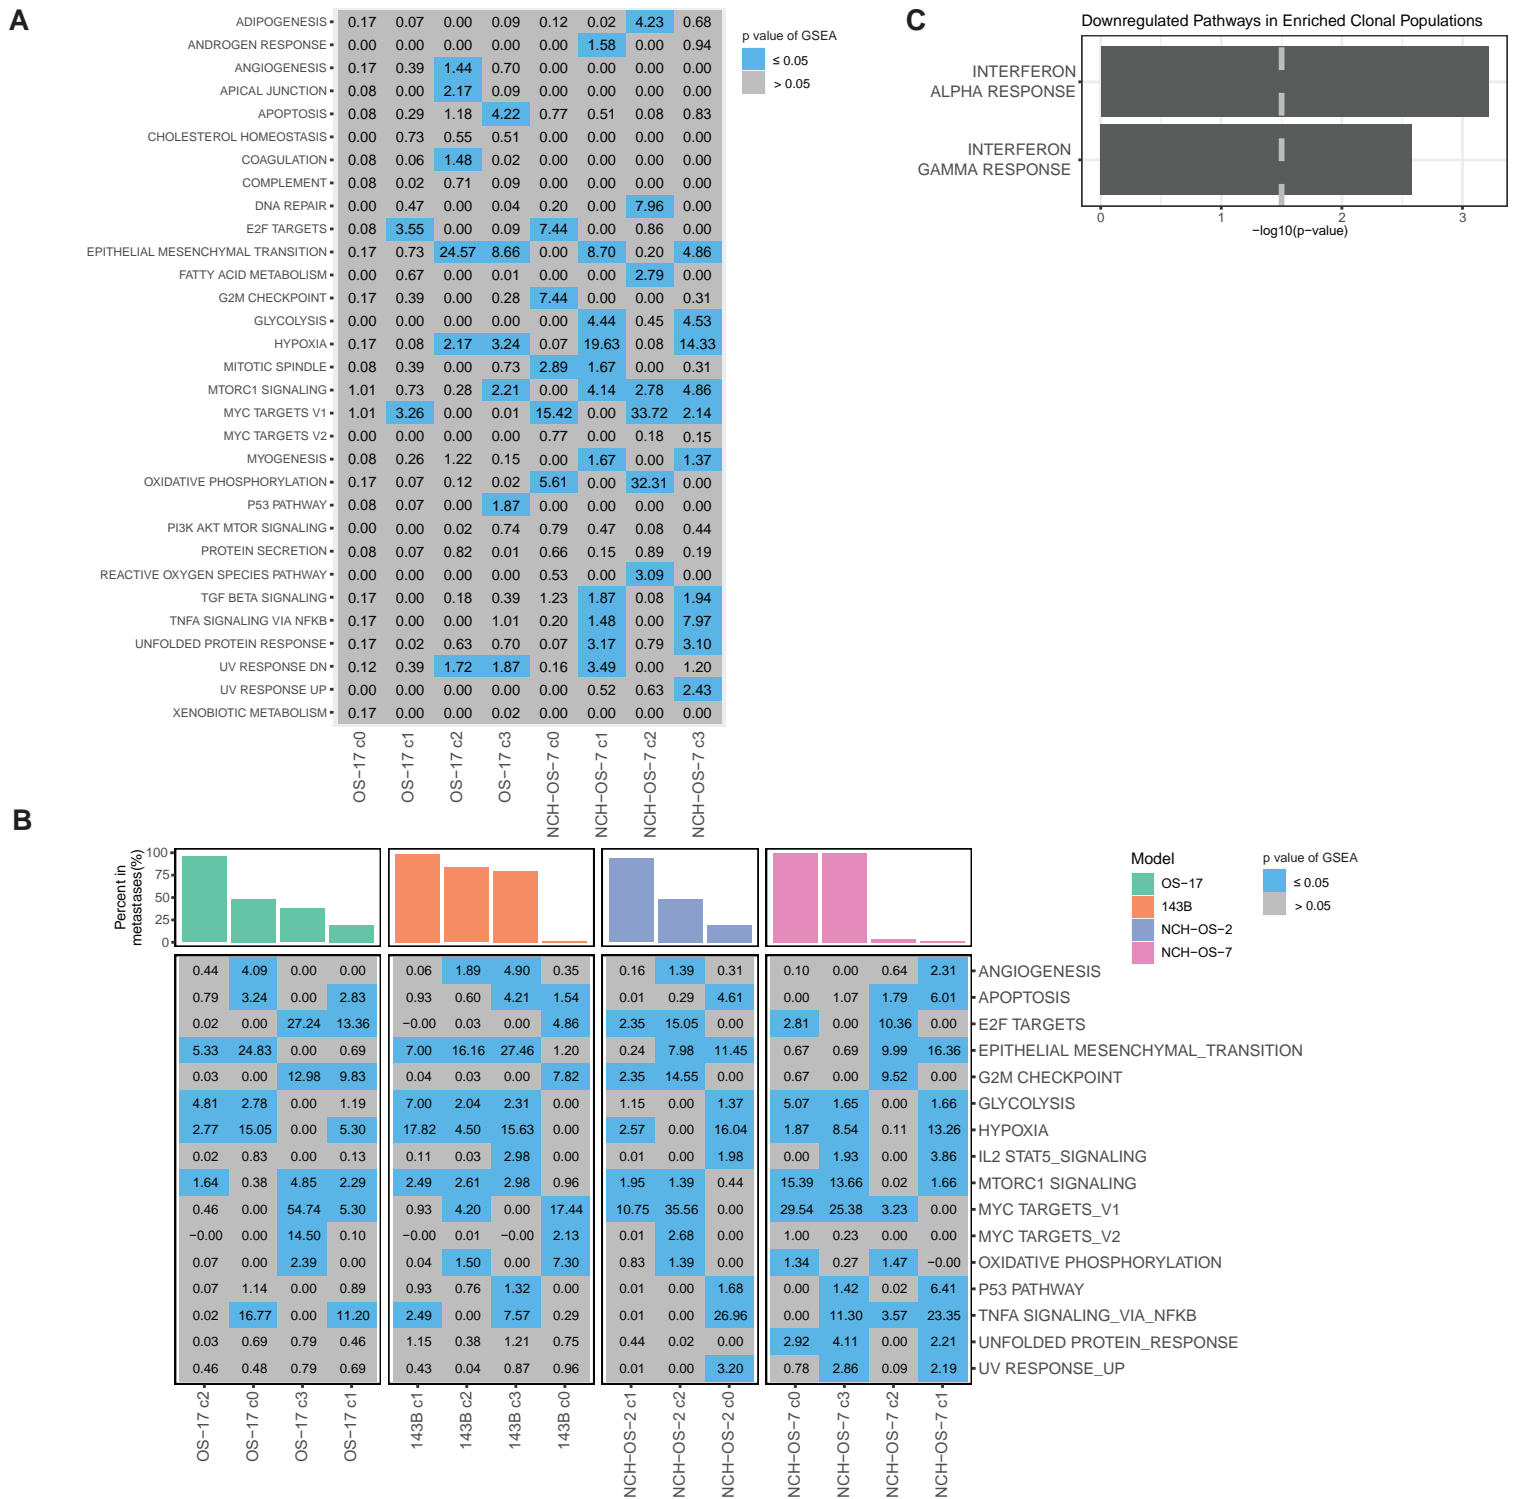 A
ADIPOGENESIS 0.17 0.07 0.00 0.09 0.12 0.02 4.23 0.68
ANDROGEN RESPONSE 0.00 0.00 0.00 0.00 0.00 1.58 0.00 0.94
ANGIOGENESIS 0.17 0.39 1.44 0.70 0.00 0.00 0.00 0.00
APICAL JUNCTION 0.08 0.00 2.17 0.09 0.00 0.00 0.00 0.00
APOPTOSIS 0.08 0.29 1.18 4.22 0.77 0.51 0.08 0.83
CHOLESTEROL HOMEOSTASIS 0.00 0.73 0.55 0.51 0.00 0.00 0.00 0.00
COAGULATION 0.08 0.06 1.48 0.02 0.00 0.00 0.00 0.00
COMPLEMENT 0.08 0.02 0.71 0.09 0.00 0.00 0.00 0.00
DNA REPAIR 0.00 0.47 0.00 0.04 0.20 0.00 7.96 0.00
E2F TARGETS 0.08 3.55 0.00 0.09 7.44 0.00 0.86 0.00
EPITHELIAL MESENCHYMAL TRANSITION 0.17 0.73 24.57 8.66 0.00 8.70 0.20 4.86
FATTY ACID METABOLISM 0.00 0.67 0.00 0.01 0.00 0.00 2.79 0.00
G2M CHECKPOINT 0.17 0.39 0.00 0.28 7.44 0.00 0.00 0.31
GLYCOLYSIS 0.00 0.00 0.00 0.00 0.00 4.44 0.45 4.53
HYPOXIA 0.17 0.08 2.17 3.24 0.07 19.63 0.08 14.33
MITOTIC SPINDLE 0.08 0.39 0.00 0.73 2.89 1.67 0.00 0.31
MTORC1 SIGNALING 1.01 0.73 0.28 2.21 0.00 4.14 2.78 4.86
MYC TARGETS V1 1.01 3.26 0.00 0.01 15.42 0.00 33.72 2.14
MYC TARGETS V2 0.00 0.00 0.00 0.00 0.77 0.00 0.18 0.15
MYOGENESIS 0.08 0.26 1.22 0.15 0.00 1.67 0.00 1.37
OXIDATIVE PHOSPHORYLATION 0.17 0.07 0.12 0.02 5.61 0.00 32.31 0.00
P53 PATHWAY 0.08 0.07 0.00 1.87 0.00 0.00 0.00 0.00
PI3K AKT MTOR SIGNALING 0.00 0.00 0.02 0.74 0.79 0.47 0.08 0.44
PROTEIN SECRETION 0.08 0.07 0.82 0.01 0.66 0.15 0.89 0.19
REACTIVE OXYGEN SPECIES PATHWAY 0.00 0.00 0.00 0.00 0.53 0.00 3.09 0.00
TGF BETA SIGNALING 0.17 0.00 0.18 0.39 1.23 1.87 0.08 1.94
TNFA SIGNALING VIA NFKB 0.17 0.00 0.00 1.01 0.20 1.48 0.00 7.97
UNFOLDED PROTEIN RESPONSE 0.17 0.02 0.63 0.70 0.07 3.17 0.79 3.10
UV RESPONSE DN 0.12 0.39 1.72 1.87 0.16 3.49 0.00 1.20
UV RESPONSE UP 0.00 0.00 0.00 0.00 0.00 0.52 0.63 2.43
XENOBIOTIC METABOLISM 0.17 0.00 0.00 0.02 0.00 0.00 0.00 0.00
OS−17 c0 OS−17 c1 OS−17 c2 OS−17 c3 NCH−OS−7 c0 NCH−OS−7 c1 NCH−OS−7 c2 NCH−OS−7 c3
p value of GSEA
≤ 0.05
> 0.05
C
Downregulated Pathways in Enriched Clonal Populations
INTERFERON
ALPHA RESPONSE
INTERFERON
GAMMA RESPONSE
0 1 2 3
−log10(p−value)
B
Percent in
metastases(%)
100
75
50
25
0
Model
OS−17
143B
NCH−OS−2
NCH−OS−7
p value of GSEA
≤ 0.05
> 0.05
0.44 4.09 0.00 0.00 0.06 1.89 4.90 0.35 0.16 1.39 0.31 0.10 0.00 0.64 2.31 ANGIOGENESIS
0.79 3.24 0.00 2.83 0.93 0.60 4.21 1.54 0.01 0.29 4.61 0.00 1.07 1.79 6.01 APOPTOSIS
0.02 0.00 27.24 13.36 −0.00 0.03 0.00 4.86 2.35 15.05 0.00 2.81 0.00 10.36 0.00 E2F TARGETS
5.33 24.83 0.00 0.69 7.00 16.16 27.46 1.20 0.24 7.98 11.45 0.67 0.69 9.99 16.36 EPITHELIAL MESENCHYMAL_TRANSITION
0.03 0.00 12.98 9.83 0.04 0.03 0.00 7.82 2.35 14.55 0.00 0.67 0.00 9.52 0.00 G2M CHECKPOINT
4.81 2.78 0.00 1.19 7.00 2.04 2.31 0.00 1.15 0.00 1.37 5.07 1.65 0.00 1.66 GLYCOLYSIS
2.77 15.05 0.00 5.30 17.82 4.50 15.63 0.00 2.57 0.00 16.04 1.87 8.54 0.11 13.26 HYPOXIA
0.02 0.83 0.00 0.13 0.11 0.03 2.98 0.00 0.01 0.00 1.98 0.00 1.93 0.00 3.86 IL2 STAT5_SIGNALING
1.64 0.38 4.85 2.29 2.49 2.61 2.98 0.96 1.95 1.39 0.44 15.39 13.66 0.02 1.66 MTORC1 SIGNALING
0.46 0.00 54.74 5.30 0.93 4.20 0.00 17.44 10.75 35.56 0.00 29.54 25.38 3.23 0.00 MYC TARGETS_V1
−0.00 0.00 14.50 0.10 −0.00 0.01 −0.00 2.13 0.01 2.68 0.00 1.00 0.23 0.00 0.00 MYC TARGETS_V2
0.07 0.00 2.39 0.00 0.04 1.50 0.00 7.30 0.83 1.39 0.00 1.34 0.27 1.47 −0.00 OXIDATIVE PHOSPHORYLATION
0.07 1.14 0.00 0.89 0.93 0.76 1.32 0.00 0.01 0.00 1.68 0.00 1.42 0.02 6.41 P53 PATHWAY
0.02 16.77 0.00 11.20 2.49 0.00 7.57 0.29 0.01 0.00 26.96 0.00 11.30 3.57 23.35 TNFA SIGNALING_VIA_NFKB
0.03 0.69 0.79 0.46 1.15 0.38 1.21 0.75 0.44 0.02 0.00 2.92 4.11 0.00 2.21 UNFOLDED PROTEIN_RESPONSE
0.46 0.48 0.79 0.69 0.43 0.04 0.87 0.96 0.01 0.00 3.20 0.78 2.86 0.09 2.19 UV RESPONSE_UP
OS−17 c2 OS−17 c0 OS−17 c3 OS−17 c1 143B c1 143B c2 143B c3 143B c0 NCH−OS−2 c1 NCH−OS−2 c2 NCH−OS−2 c0 NCH−OS−7 c0 NCH−OS−7 c3 NCH−OS−7 c2 NCH−OS−7 c1